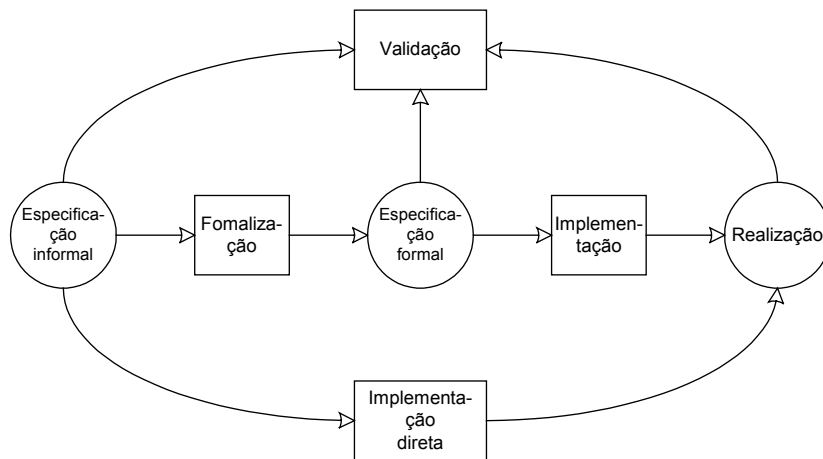 Validação
Especifica-
ção
informal
Fomaliza-
ção
Especifica-
ção
formal
Implemen-
tação
Realização
Implementa-
ção
direta